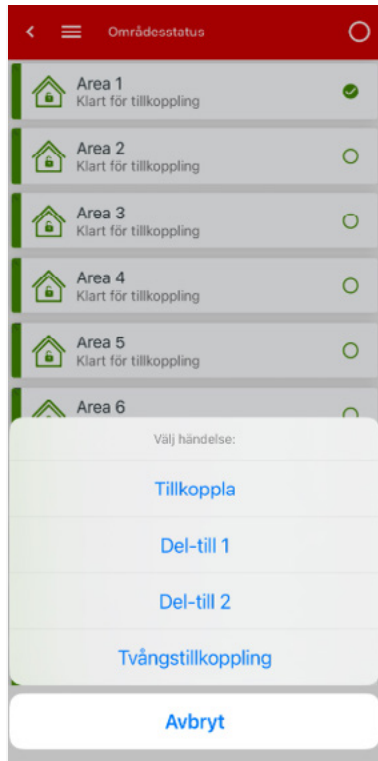 Områdesstatus
Area 1
Klart för tillkoppling
Area 2
Klart för tillkoppling
Area 3
Klart för tillkoppling
Area 4
Klart för tillkoppling
Area 5
Klart för tillkoppling
Area 6
Välj händelse:
Tillkoppla
Del-till 1
Del-till 2
Tvångstillkoppling
Avbryt